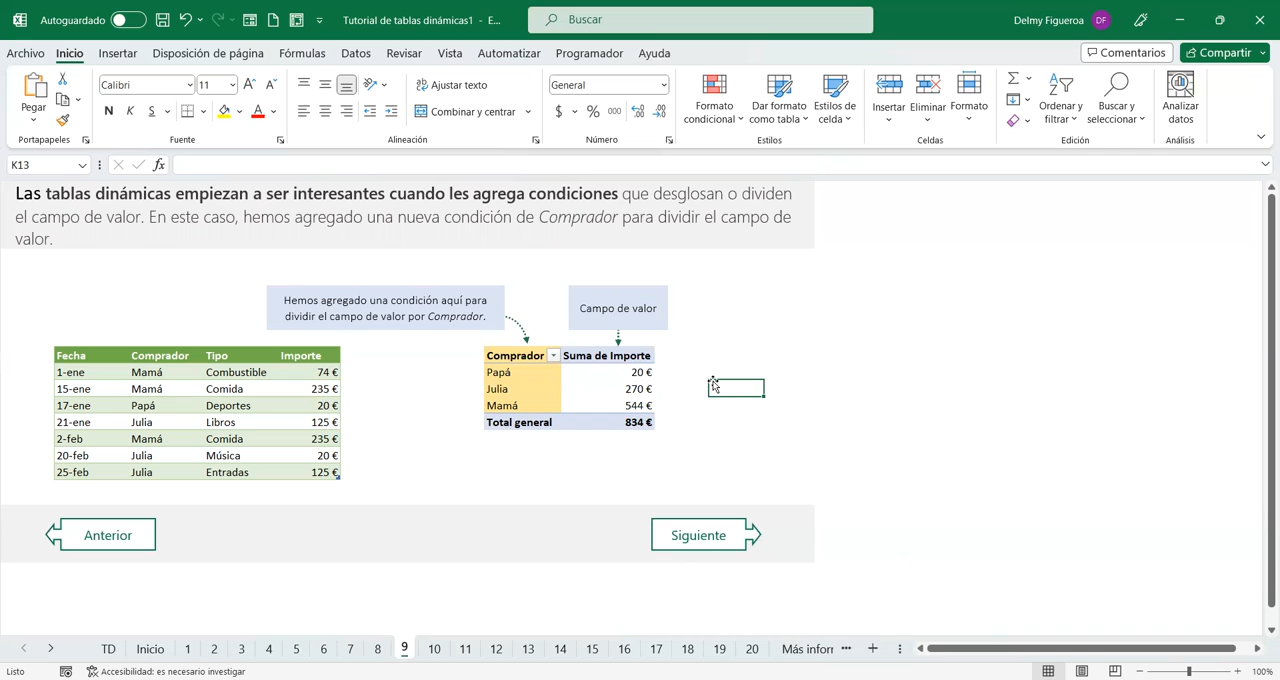 Autoguardado
Tutorial de tablas dinámicas1 - E...
Buscar
Delmy Figueroa
DF
Archivo Inicio Insertar Disposición de página Fórmulas Datos Revisar Vista Automatizar Programador Ayuda
Comentarios
Compartir
Pegar
Portapapeles
Calibri 11
N K S
Fuente
Ajustar texto
Combinar y centrar
Alineación
General
$ % 000
Número
Formato condicional
Dar formato como tabla
Estilos de celda
Estilos
Insertar
Eliminar
Formato
Celdas
Ordenar y filtrar
Buscar y seleccionar
Edición
Analizar datos
Análisis
K13
fx
Las tablas dinámicas empiezan a ser interesantes cuando les agrega condiciones que desglosan o dividen
el campo de valor. En este caso, hemos agregado una nueva condición de Comprador para dividir el campo de
valor.
Hemos agregado una condición aquí para
dividir el campo de valor por Comprador.
Campo de valor
Fecha Comprador Tipo Importe
1-ene Mamá Combustible 74 €
15-ene Mamá Comida 235 €
17-ene Papá Deportes 20 €
21-ene Julia Libros 125 €
2-feb Mamá Comida 235 €
20-feb Julia Música 20 €
25-feb Julia Entradas 125 €
Comprador Suma de Importe
Papá 20 €
Julia 270 €
Mamá 544 €
Total general 834 €
Anterior
Siguiente
TD Inicio 1 2 3 4 5 6 7 8 9 10 11 12 13 14 15 16 17 18 19 20 Más inforr ...
Listo
Accesibilidad: es necesario investigar
100%